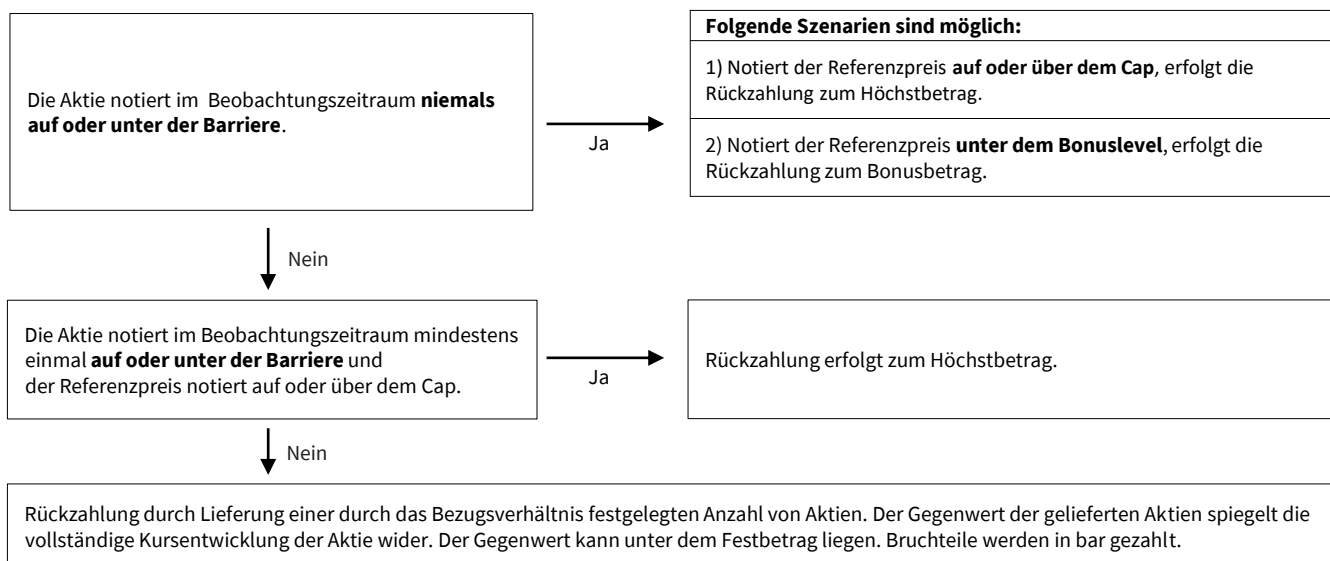 Die Aktie notiert im Beobachtungszeitraum niemals
auf oder unter der Barriere.
Ja
Folgende Szenarien sind möglich:
1) Notiert der Referenzpreis auf oder über dem Cap, erfolgt die
Rückzahlung zum Höchstbetrag.
2) Notiert der Referenzpreis unter dem Bonuslevel, erfolgt die
Rückzahlung zum Bonusbetrag.
Nein
Die Aktie notiert im Beobachtungszeitraum mindestens
einmal auf oder unter der Barriere und
der Referenzpreis notiert auf oder über dem Cap.
Ja
Rückzahlung erfolgt zum Höchstbetrag.
Nein
Rückzahlung durch Lieferung einer durch das Bezugsverhältnis festgelegten Anzahl von Aktien. Der Gegenwert der gelieferten Aktien spiegelt die
vollständige Kursentwicklung der Aktie wider. Der Gegenwert kann unter dem Festbetrag liegen. Bruchteile werden in bar gezahlt.